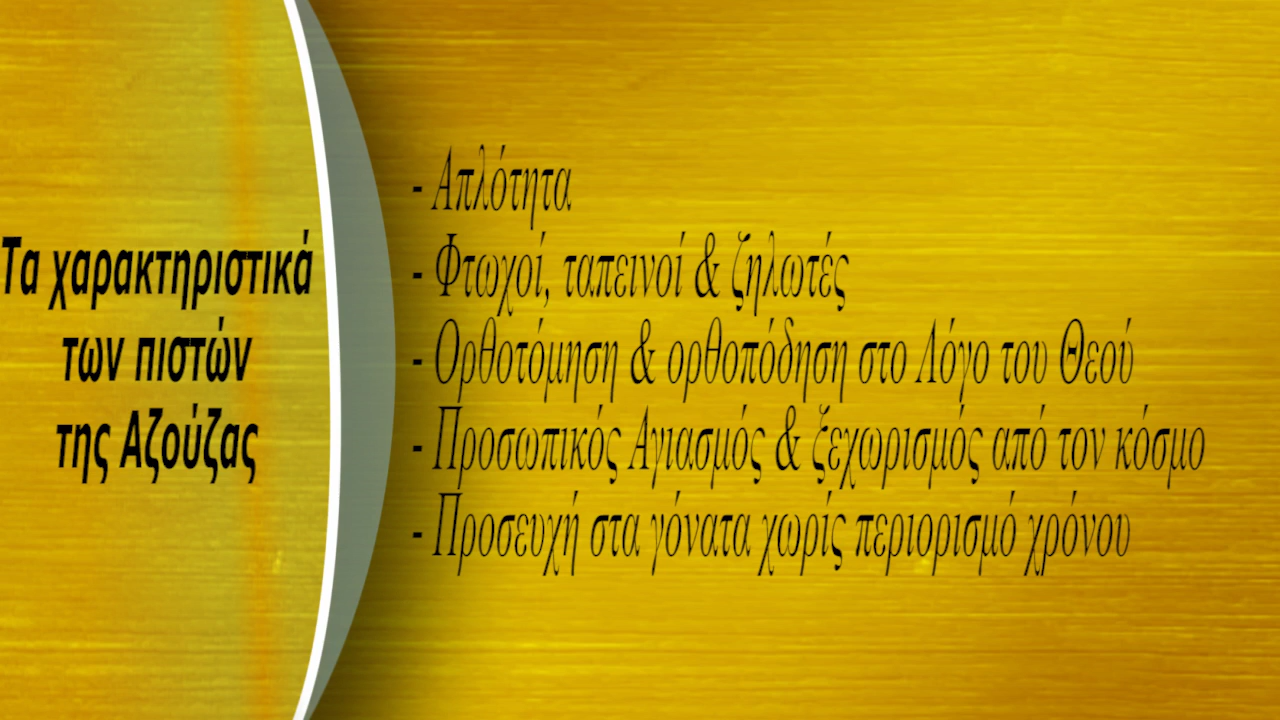 Τα χαρακτηριστικά
των πιστών
της Αζούζας
- Απλότητα
- Φτωχοί, ταπεινοί & ζηλωτές
- Ορθοτόμηση & ορθοπόδηση στο Λόγο του Θεού
- Προσωπικός Αγιασμός & ξεχωρισμός από τον κόσμο
- Προσευχή στα γόνατα χωρίς περιορισμό χρόνου